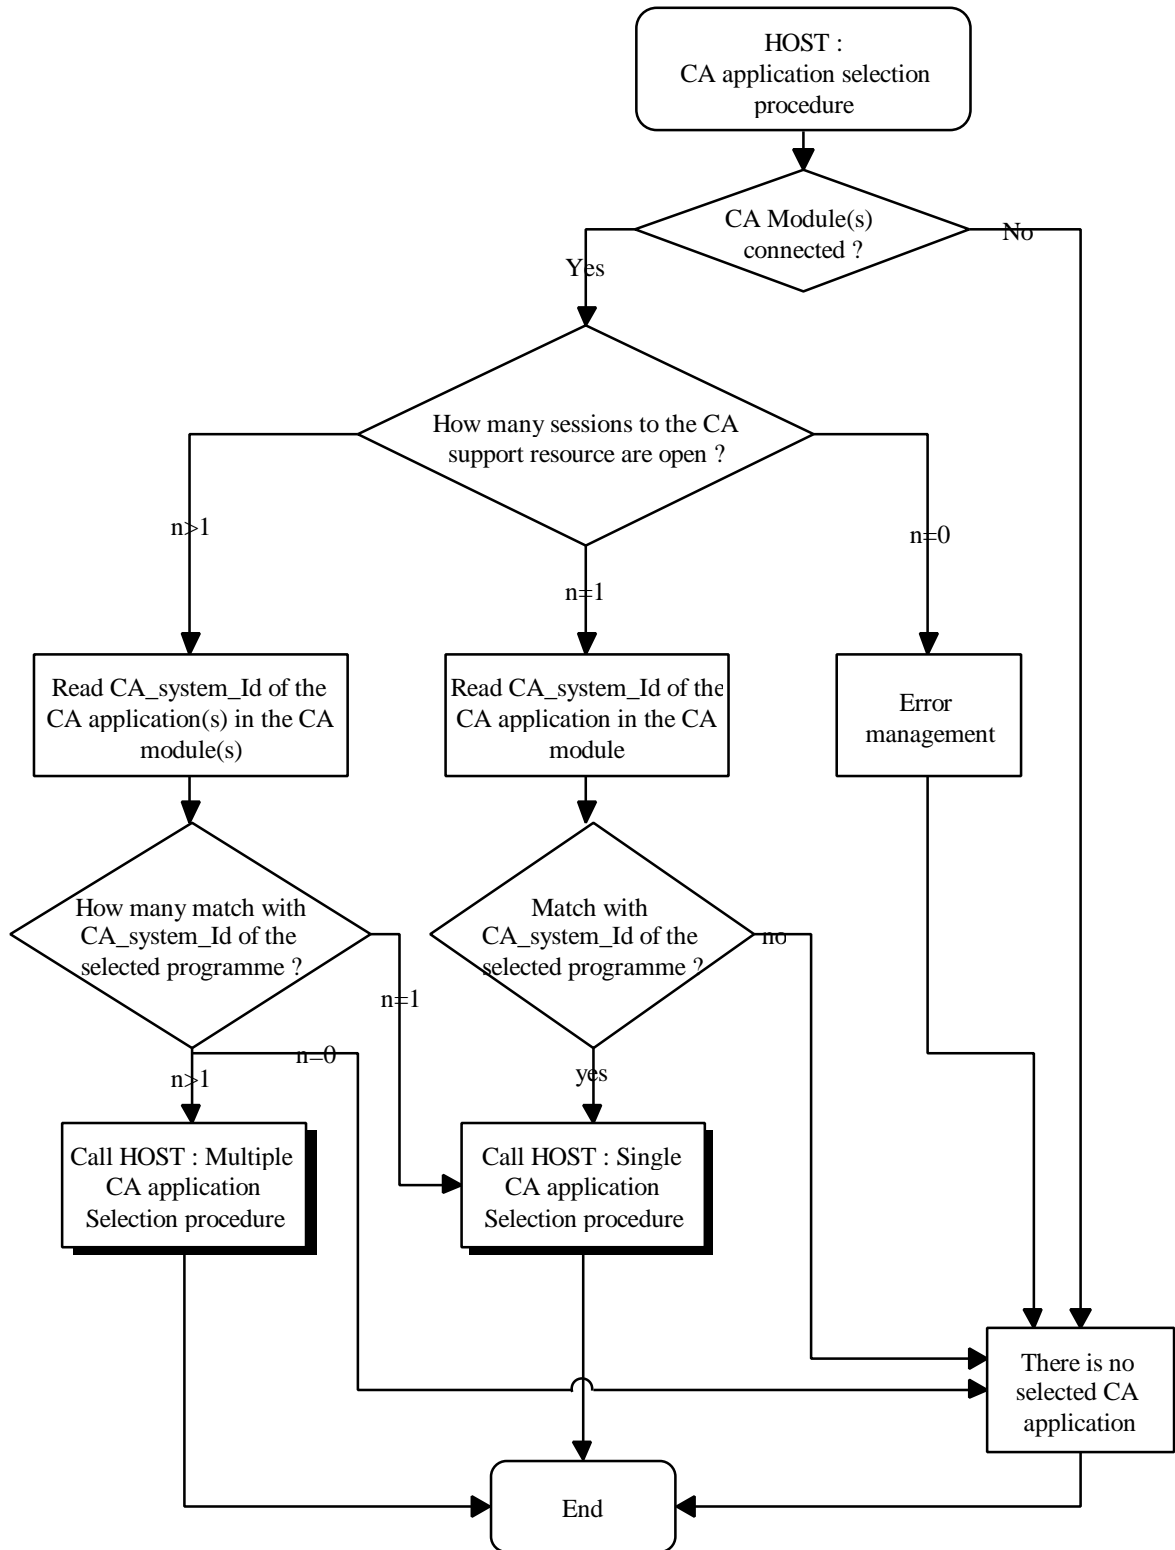 HOST :
CA application selection
procedure
CA Module(s)
connected ?
No
Yes
How many sessions to the CA
support resource are open ?
n>1
n=1
n=0
Read CA_system_Id of the
CA application(s) in the CA
module(s)
Read CA_system_Id of the
CA application in the CA
module
Error
management
How many match with
CA_system_Id of the
selected programme ?
Match with
CA_system_Id of the
selected programme ?
no
n=1
n=0
n>1
yes
Call HOST : Multiple
CA application
Selection procedure
Call HOST : Single
CA application
Selection procedure
There is no
selected CA
application
End